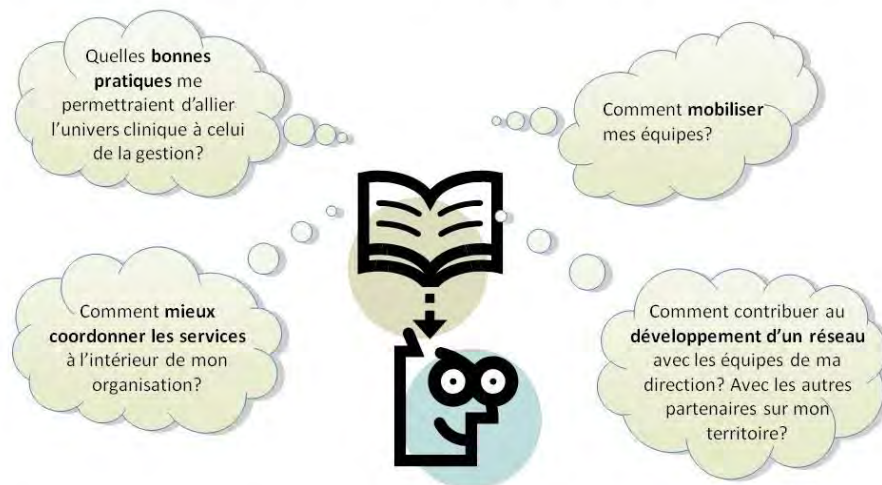 Quelles bonnes
pratiques me
permettraient d'allier
l'univers clinique à celui
de la gestion?
Comment mobiliser
mes équipes?
Comment mieux
coordonner les services
à l'intérieur de mon
organisation?
Comment contribuer au
développement d'un réseau
avec les équipes de ma
direction? Avec les autres
partenaires sur mon
territoire?